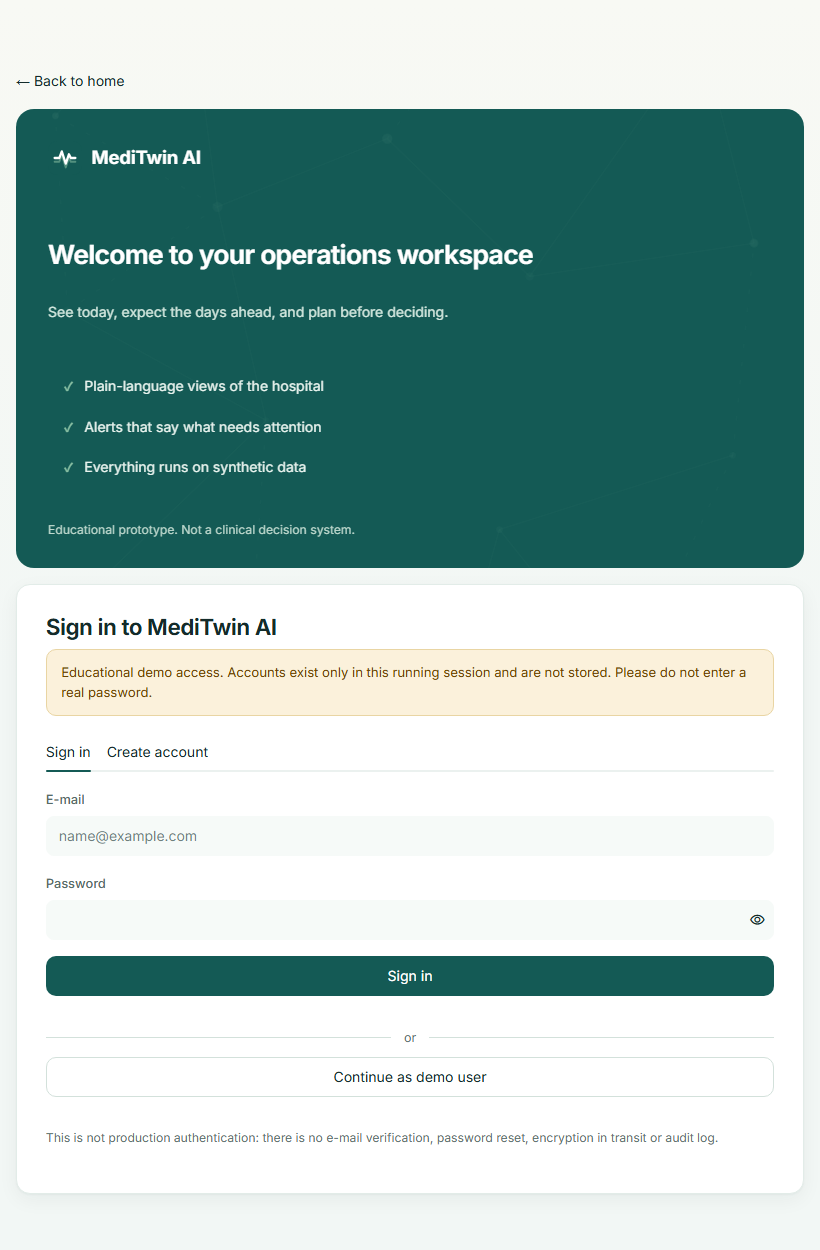 ← Back to home
MediTwin AI
Welcome to your operations workspace
See today, expect the days ahead, and plan before deciding.
✓ Plain-language views of the hospital
✓ Alerts that say what needs attention
✓ Everything runs on synthetic data
Educational prototype. Not a clinical decision system.
Sign in to MediTwin AI
Educational demo access. Accounts exist only in this running session and are not stored. Please do not enter a
real password.
Sign in Create account
E-mail
name@example.com
Password
Sign in
or
Continue as demo user
This is not production authentication: there is no e-mail verification, password reset, encryption in transit or audit log.